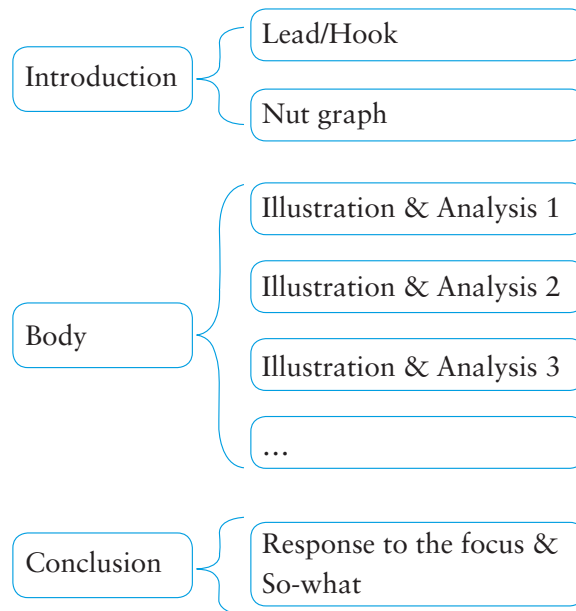 Introduction
Lead/Hook
Nut graph
Body
Illustration & Analysis 1
Illustration & Analysis 2
Illustration & Analysis 3
...
Conclusion
Response to the focus &
So-what